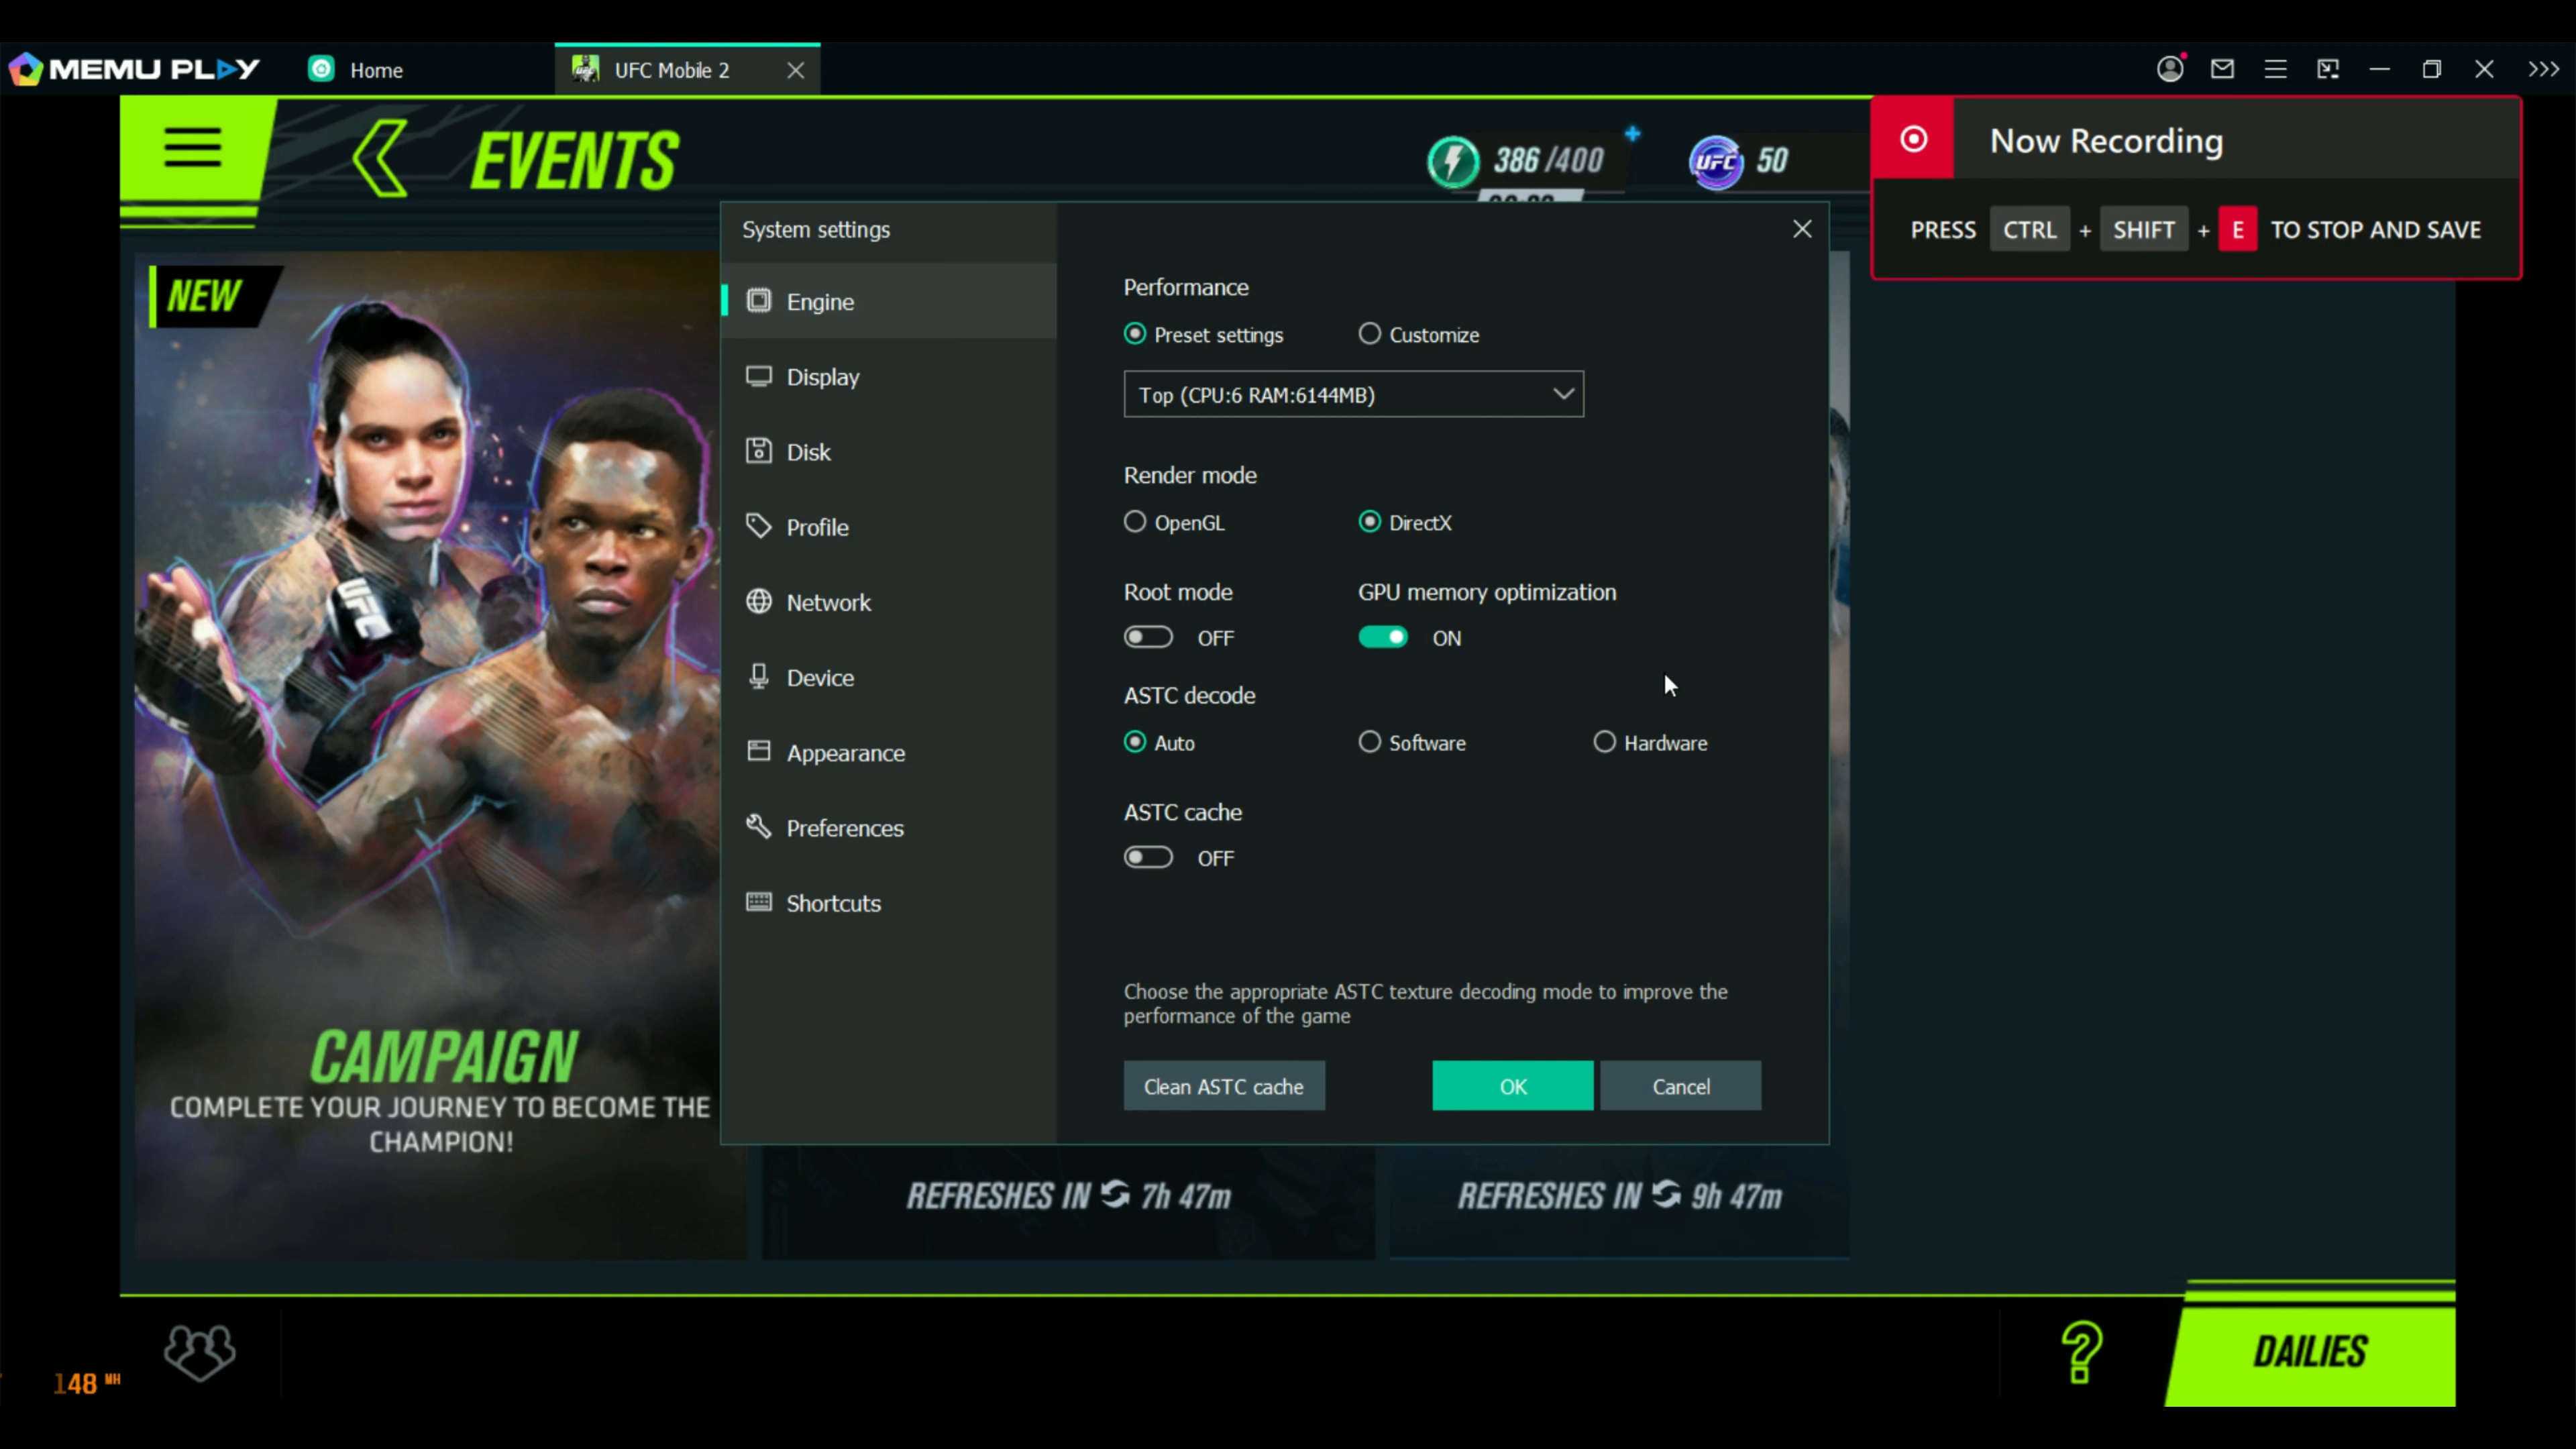 MEMU PLAY
Home
UFC Mobile 2
EVENTS
386 /400
UFC 50
Now Recording
PRESS CTRL + SHIFT + E TO STOP AND SAVE
NEW
UFC
System settings
Engine
Display
Disk
Profile
Network
Device
Appearance
Preferences
Shortcuts
Performance
Preset settings
Customize
Top (CPU:6 RAM:6144MB)
Render mode
OpenGL
DirectX
Root mode
GPU memory optimization
OFF
ON
ASTC decode
Auto
Software
Hardware
ASTC cache
OFF
Choose the appropriate ASTC texture decoding mode to improve the
performance of the game
Clean ASTC cache
OK
Cancel
CAMPAIGN
COMPLETE YOUR JOURNEY TO BECOME THE
CHAMPION!
REFRESHES IN 7h 47m
REFRESHES IN 9h 47m
148
?
DAILIES